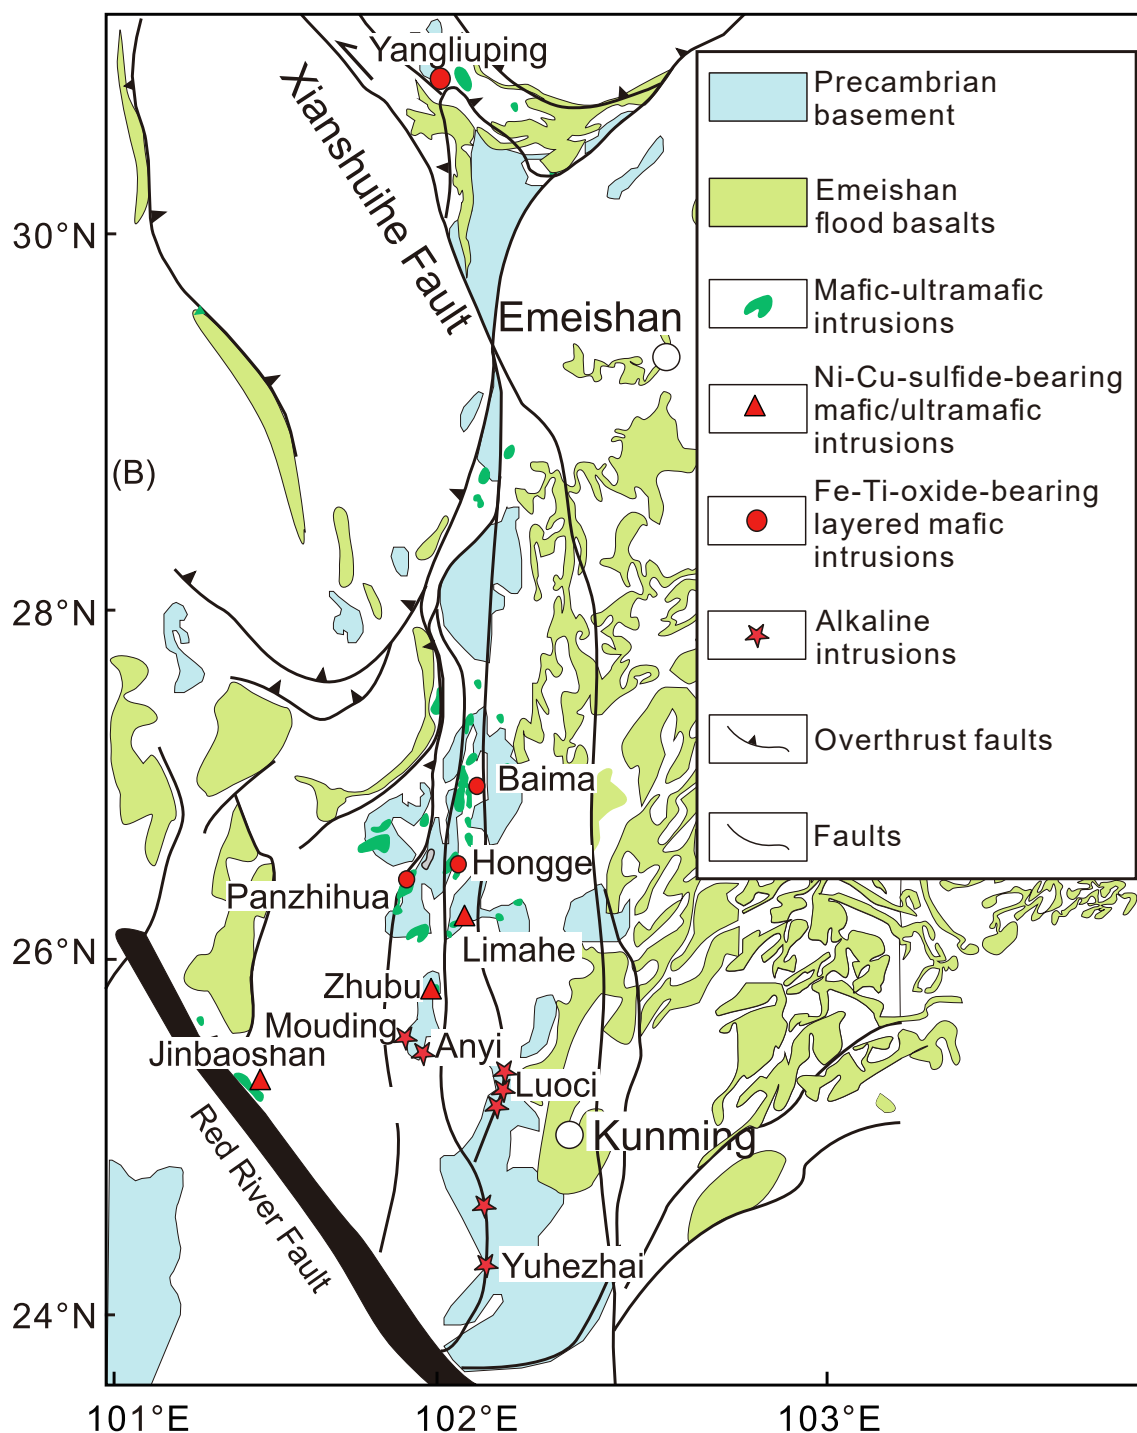 Yangliuping
Xianshuihe Fault
30°N
Emeishan
(B)
28°N
Baima
Hongge
Panzhihua
26°N
Limahe
Zhubu
Mouding
Anyi
Jinbaoshan
Luoci
Kunming
Red River Fault
Yuhezhai
24°N
101°E
102°E
103°E
Precambrian
basement
Emeishan
flood basalts
Mafic-ultramafic
intrusions
Ni-Cu-sulfide-bearing
mafic/ultramafic
intrusions
Fe-Ti-oxide-bearing
layered mafic
intrusions
Alkaline
intrusions
Overthrust faults
Faults